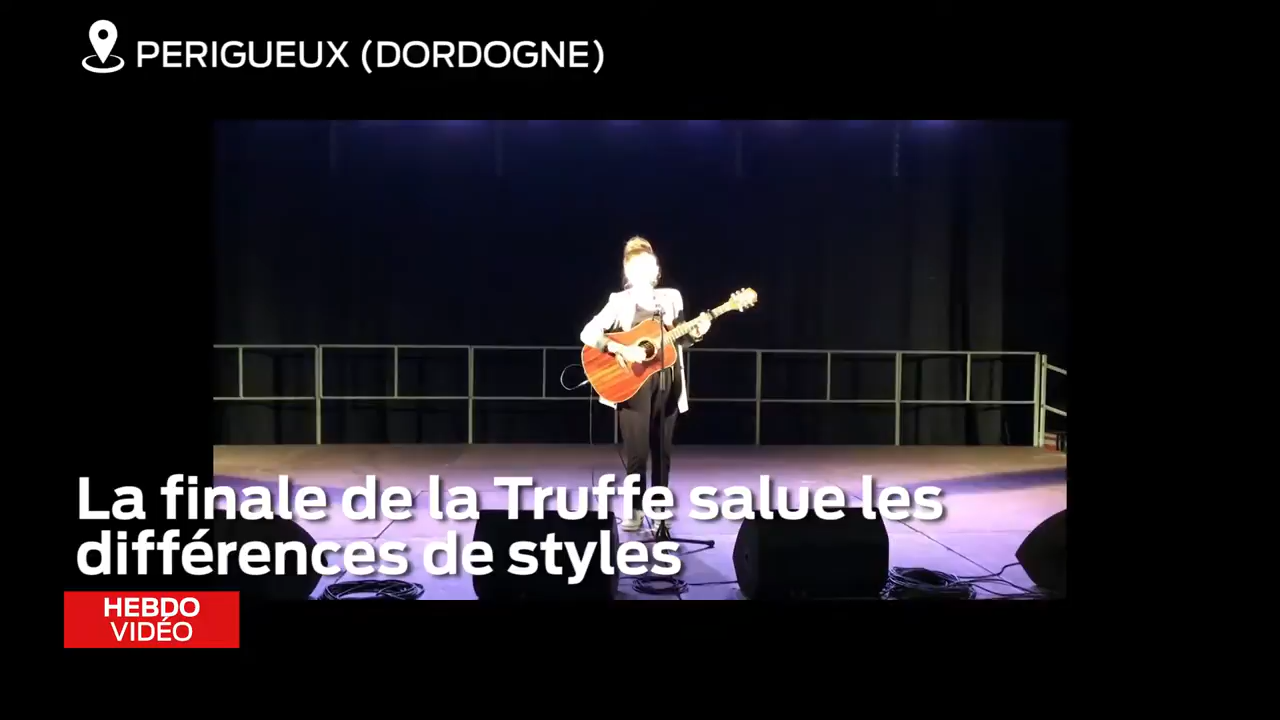 PERIGUEUX (DORDOGNE)
La finale de la Truffe salue les
différences de styles
HEBDO
VIDÉO